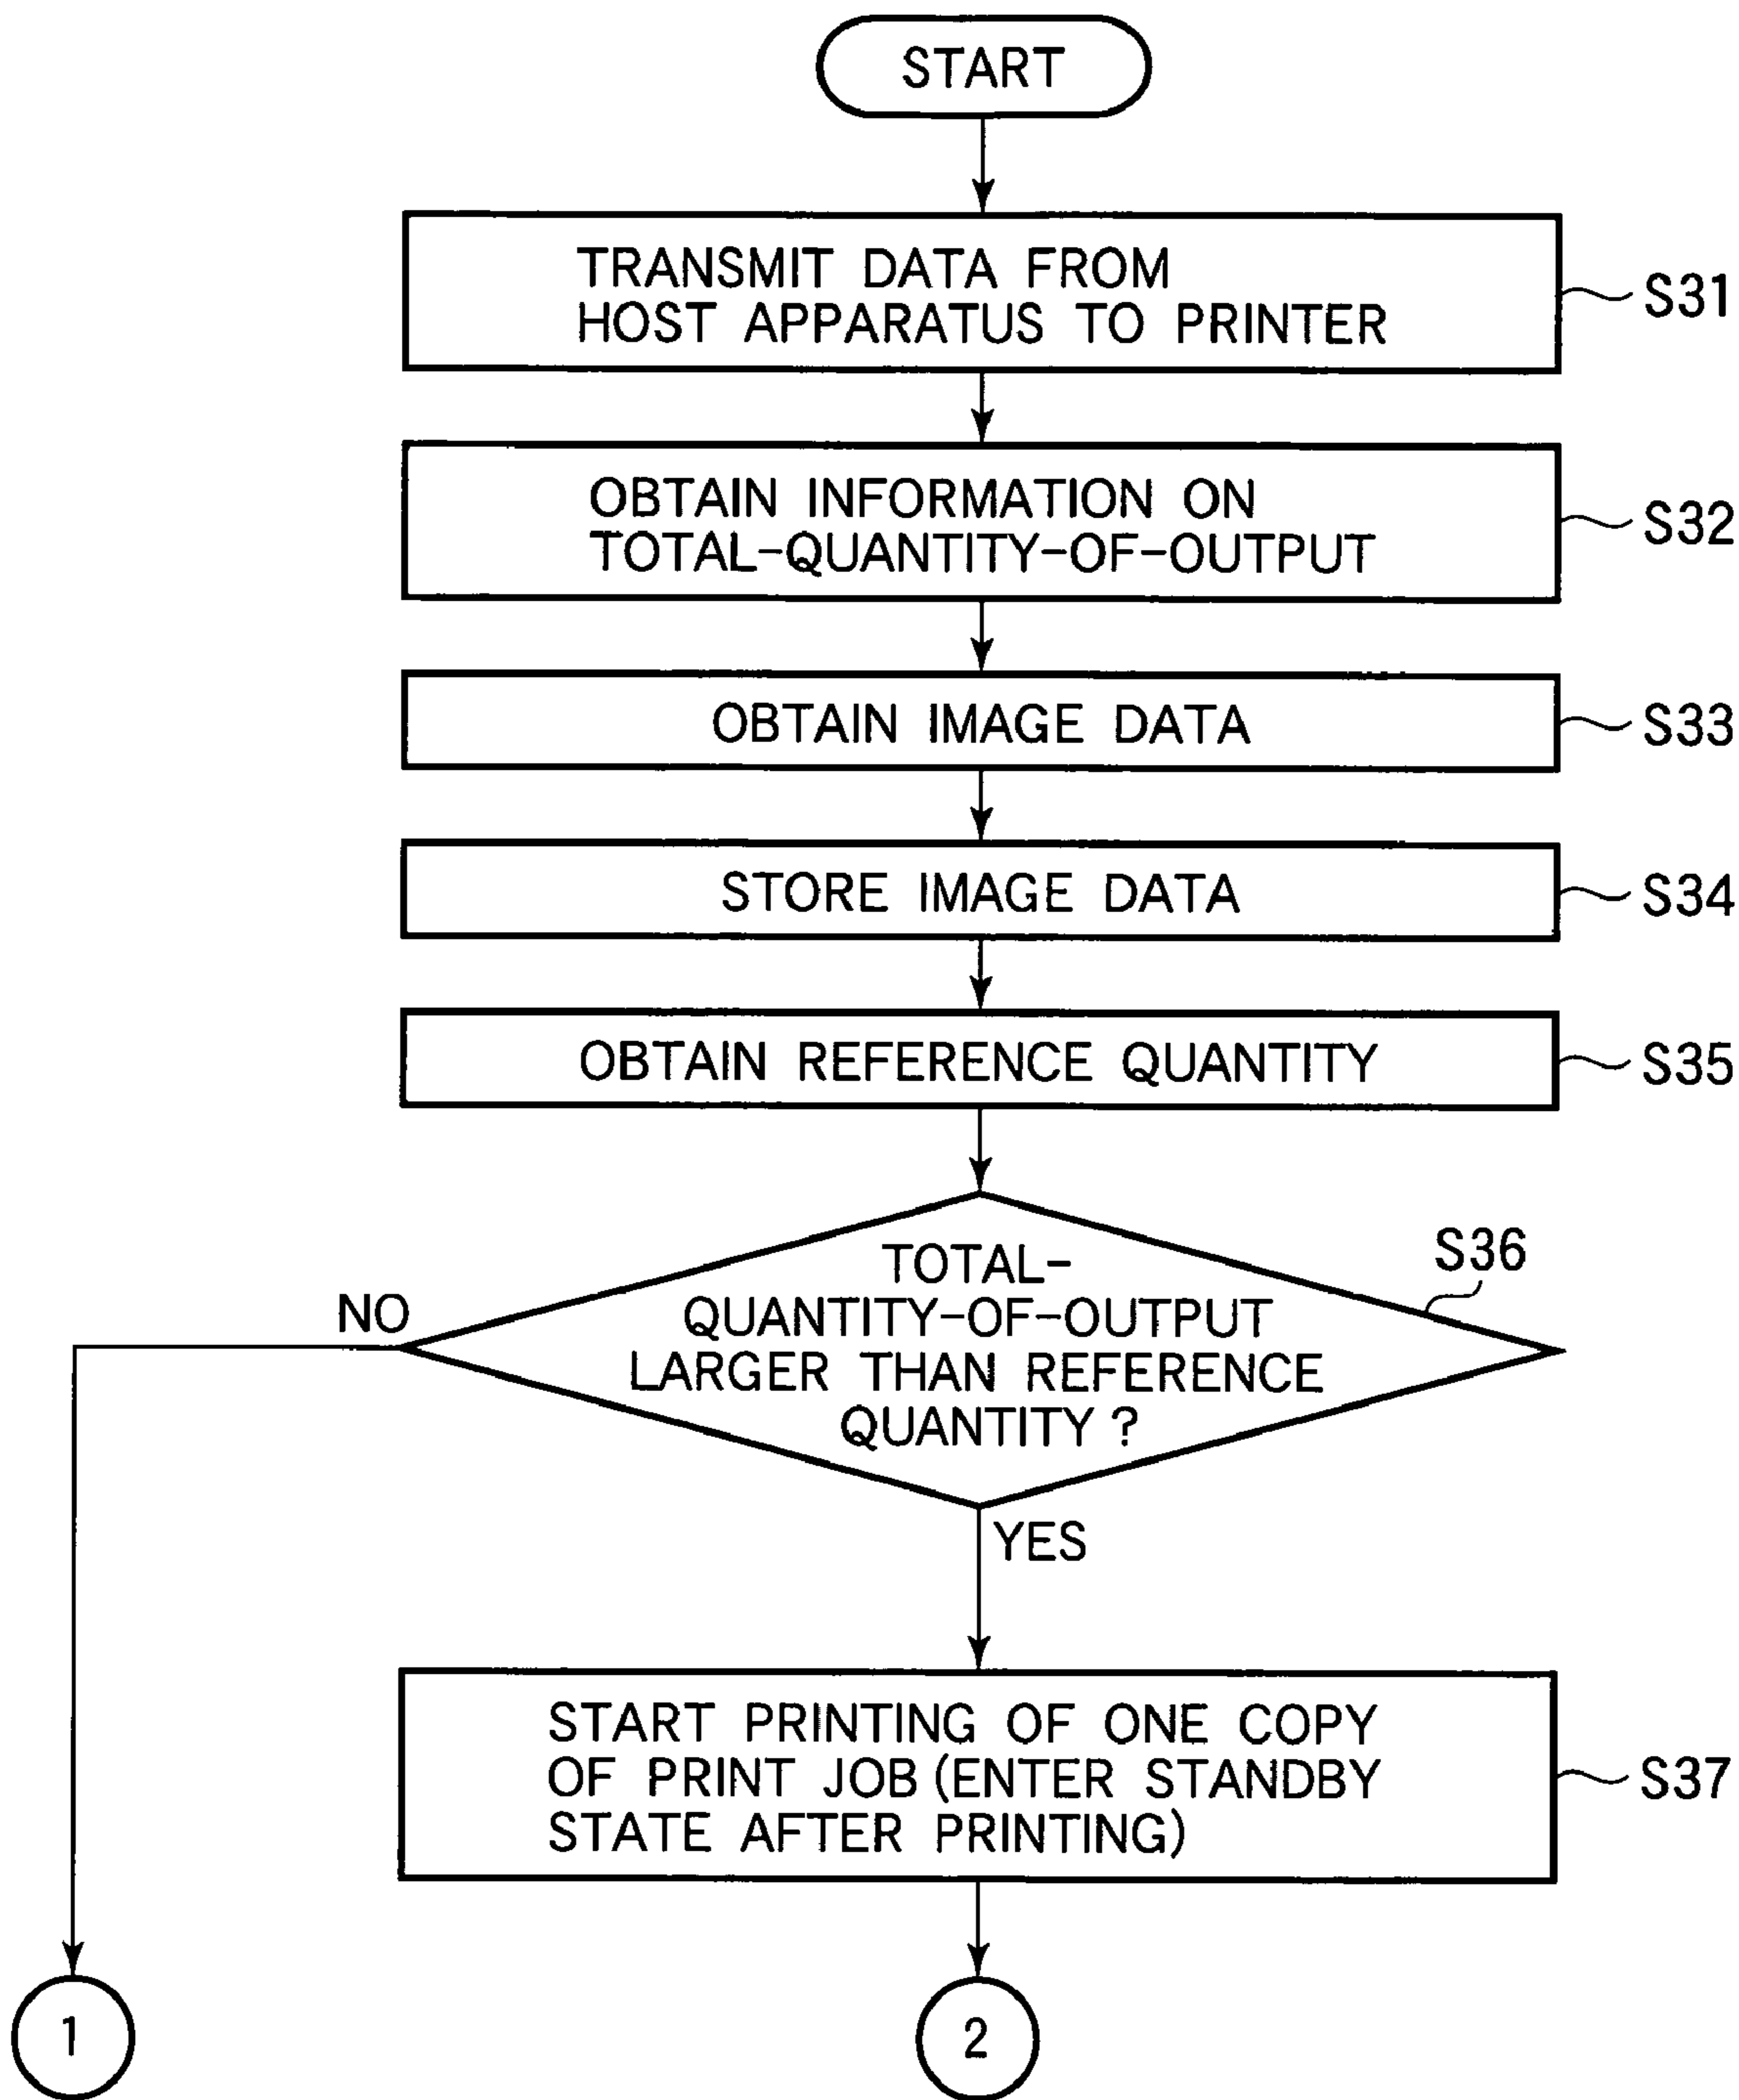 START
TRANSMIT DATA FROM
HOST APPARATUS TO PRINTER
S31
OBTAIN INFORMATION ON
TOTAL-QUANTITY-OF-OUTPUT
S32
OBTAIN IMAGE DATA
S33
STORE IMAGE DATA
S34
OBTAIN REFERENCE QUANTITY
S35
TOTAL-
QUANTITY-OF-OUTPUT
LARGER THAN REFERENCE
QUANTITY?
S36
NO
YES
START PRINTING OF ONE COPY
OF PRINT JOB (ENTER STANDBY
STATE AFTER PRINTING)
S37
1
2